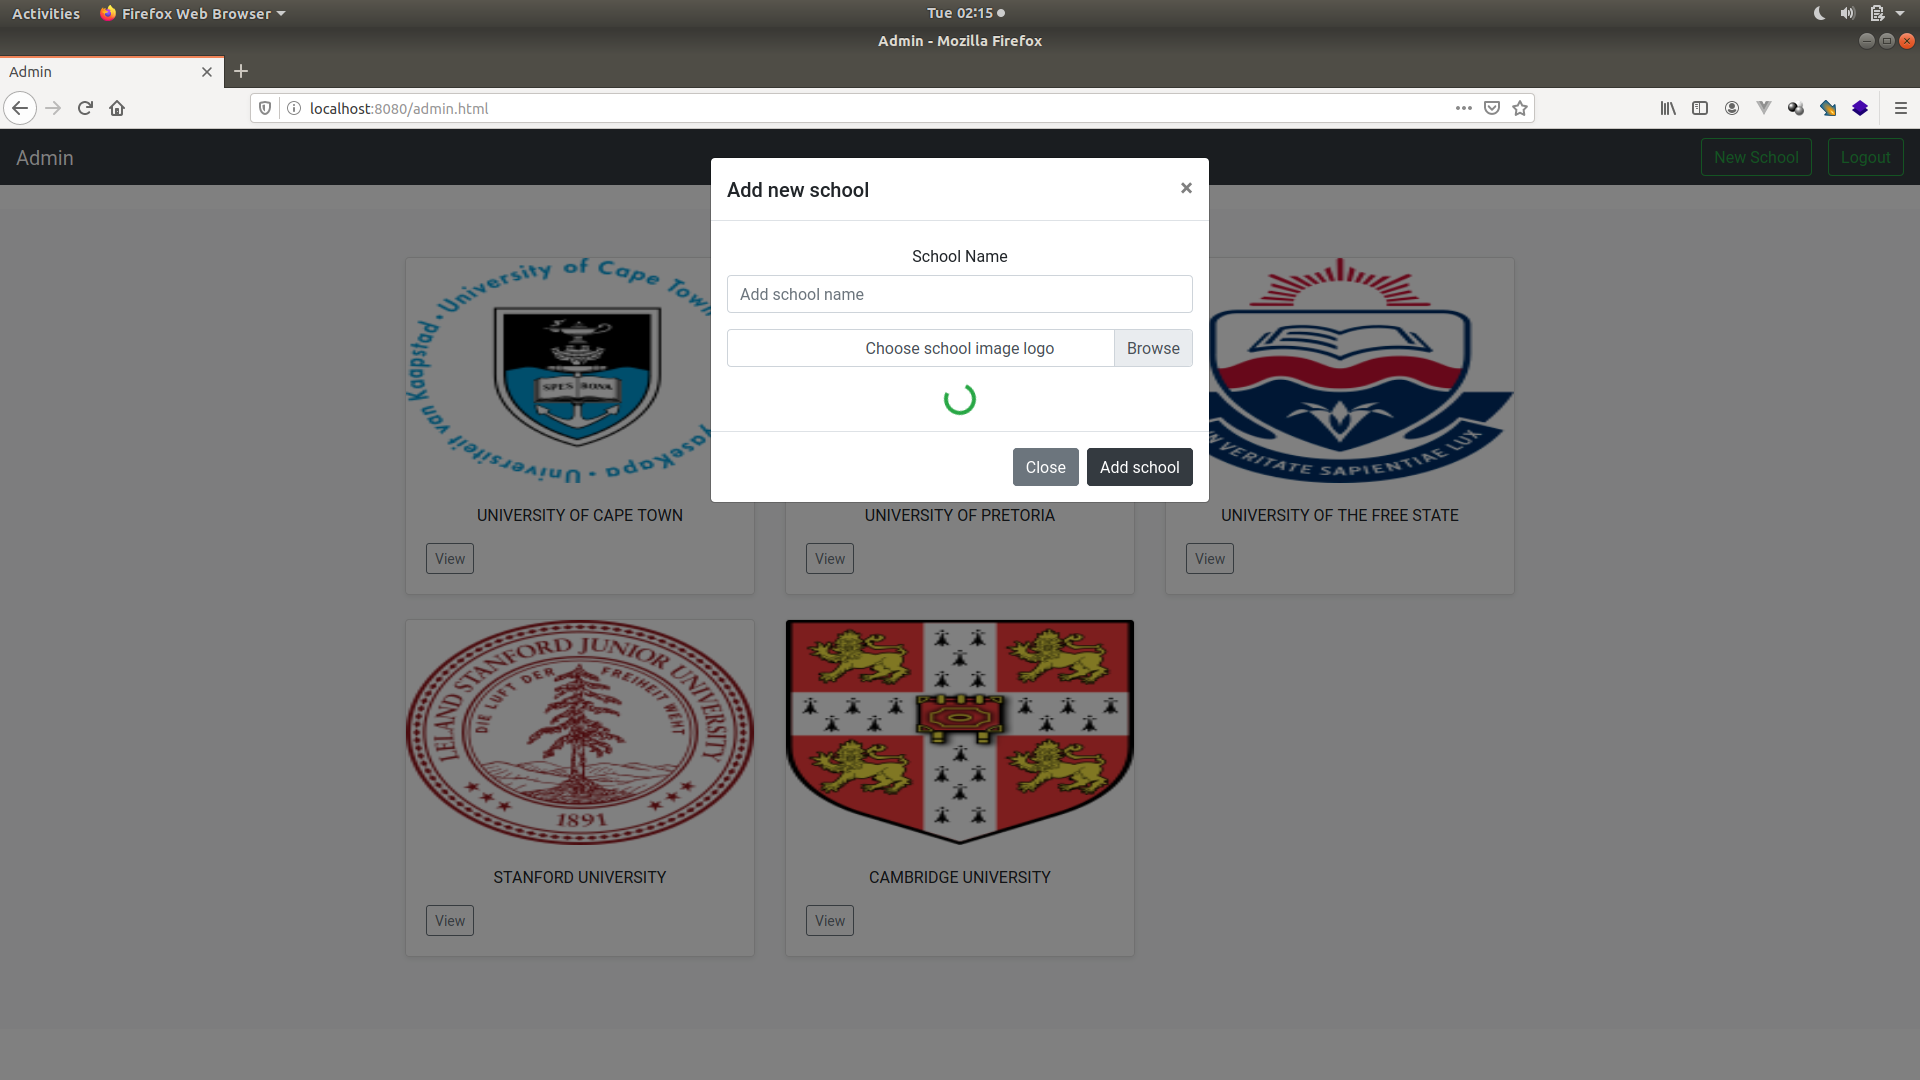 Activities Firefox Web Browser Tue 02:15
Admin - Mozilla Firefox
Admin
localhost:8080/admin.html
Admin New School Logout
Add new school ×
School Name
Add school name
Choose school image logo Browse
Close Add school
University of Cape Town
Universiteit van Kaapstad
SPES BONA
IN VERITATE SAPIENTIAE LUX
UNIVERSITY OF CAPE TOWN
UNIVERSITY OF PRETORIA
UNIVERSITY OF THE FREE STATE
View
View
View
LELAND STANFORD JUNIOR UNIVERSITY
DIE LUFT DER FREIHEIT WEHT
1891
STANFORD UNIVERSITY
CAMBRIDGE UNIVERSITY
View
View